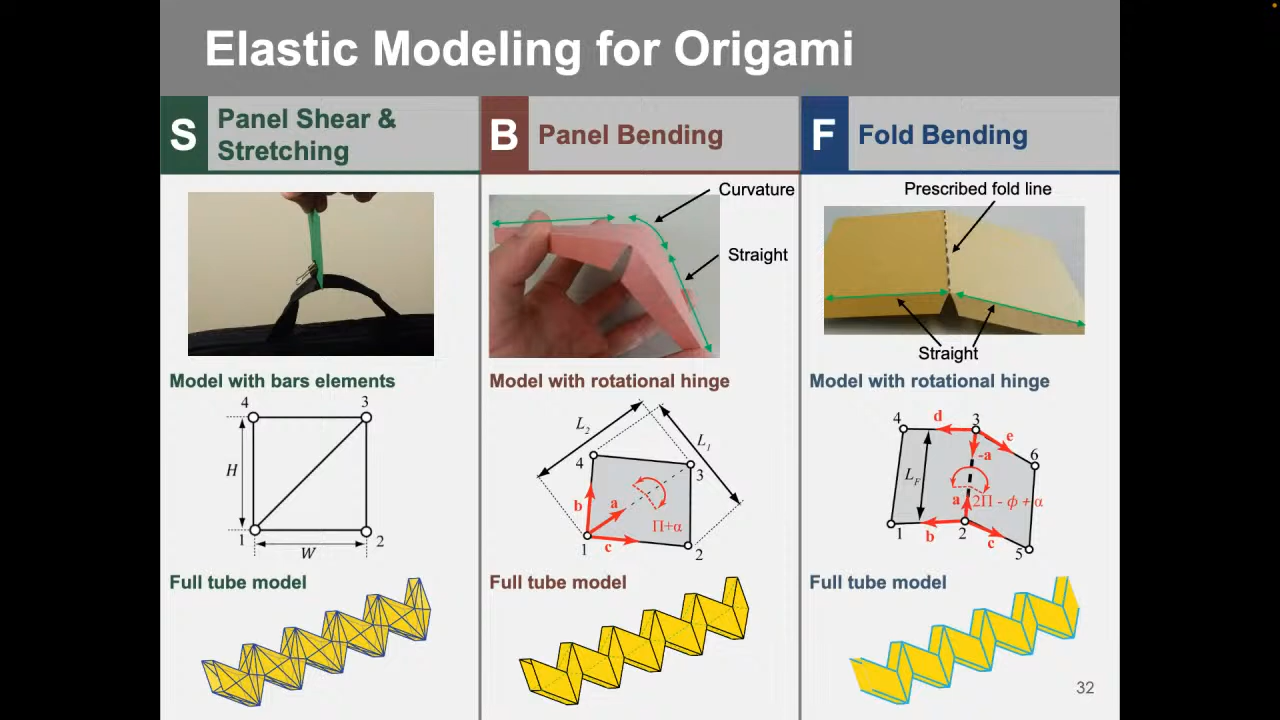 Elastic Modeling for Origami
S
Panel Shear &
Stretching
Model with bars elements
4
3
H
1
2
W
Full tube model
B
Panel Bending
Curvature
Straight
Model with rotational hinge
L2
L1
4
3
b
a
Π+α
1
c
2
Full tube model
F
Fold Bending
Prescribed fold line
Straight
Model with rotational hinge
4
d
3
e
-a
6
LF
a
2Π - ϕ + α
1
b
2
c
5
Full tube model
32